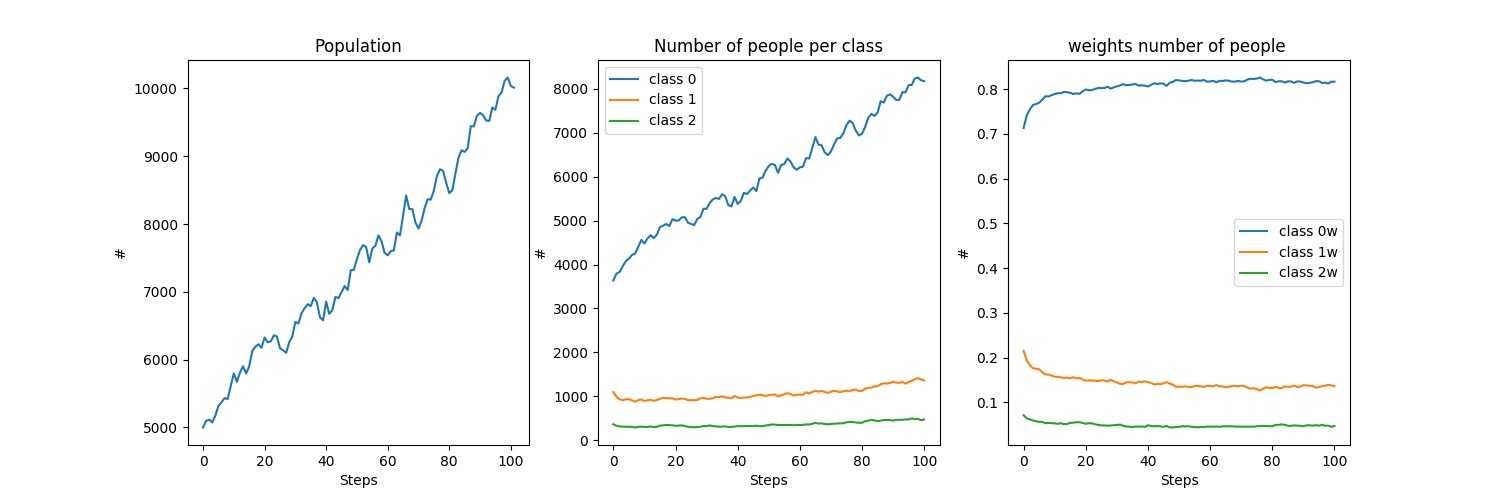 Population
Number of people per class
weights number of people
10000
9000
8000
7000
6000
5000
#
0 20 40 60 80 100
Steps
8000
7000
6000
5000
4000
3000
2000
1000
0
#
class 0
class 1
class 2
0 20 40 60 80 100
Steps
0.8
0.7
0.6
0.5
0.4
0.3
0.2
0.1
#
class 0w
class 1w
class 2w
0 20 40 60 80 100
Steps